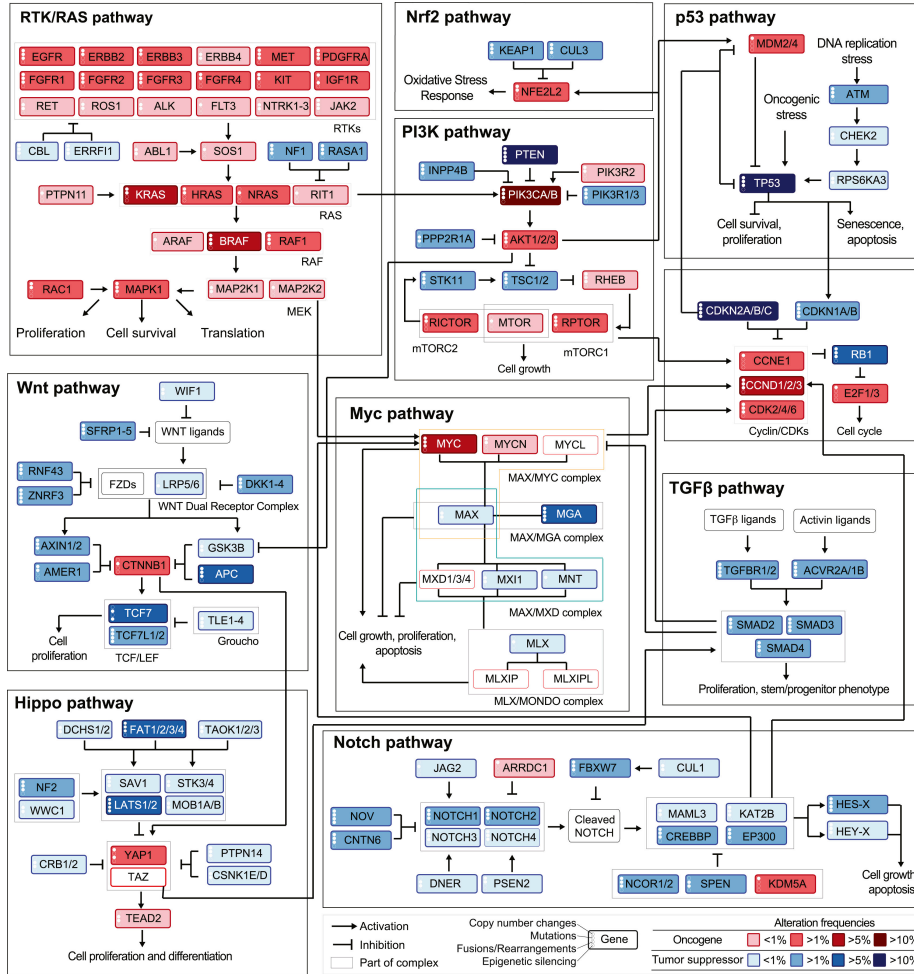 RTK/RAS pathway
EGFR ERBB2 ERBB3 ERBB4 MET PDGFRA
FGFR1 FGFR2 FGFR3 FGFR4 KIT IGF1R
RET ROS1 ALK FLT3 NTRK1-3 JAK2
RTKs
CBL ERRFI1 ABL1 SOS1 NF1 RASA1
PTPN11 KRAS HRAS NRAS RIT1
RAS
ARAF BRAF RAF1
RAF
RAC1 MAPK1 MAP2K1 MAP2K2
MEK
Proliferation Cell survival Translation
Nrf2 pathway
KEAP1 CUL3
Oxidative Stress
Response
NFE2L2
PI3K pathway
PTEN
INPP4B PIK3R2
PIK3CA/B PIK3R1/3
PPP2R1A AKT1/2/3
STK11 TSC1/2 RHEB
RICTOR MTOR RPTOR
mTORC2 mTORC1
Cell growth
p53 pathway
MDM2/4
DNA replication
stress
ATM
Oncogenic
stress
CHEK2
TP53 RPS6KA3
Cell survival,
proliferation
Senescence,
apoptosis
CDKN2A/B/C CDKN1A/B
CCNE1 RB1
CCND1/2/3
CDK2/4/6 E2F1/3
Cyclin/CDKs Cell cycle
Wnt pathway
WIF1
SFRP1-5 WNT ligands
RNF43
ZNRF3
FZDs LRP5/6 DKK1-4
WNT Dual Receptor Complex
AXIN1/2 GSK3B
AMER1 CTNNB1 APC
TCF7
TCF7L1/2 TLE1-4
Groucho
Cell
proliferation
TCF/LEF
Myc pathway
MYC MYCN MYCL
MAX/MYC complex
MAX MGA
MAX/MGA complex
MXD1/3/4 MXI1 MNT
MAX/MXD complex
Cell growth, proliferation,
apoptosis
MLX
MLXIP MLXIPL
MLX/MONDO complex
TGFβ pathway
TGFβ ligands Activin ligands
TGFBR1/2 ACVR2A/1B
SMAD2 SMAD3
SMAD4
Proliferation, stem/progenitor phenotype
Hippo pathway
DCHS1/2 FAT1/2/3/4 TAOK1/2/3
NF2 SAV1 STK3/4
WWC1 LATS1/2 MOB1A/B
CRB1/2 YAP1 PTPN14
TAZ CSNK1E/D
TEAD2
Cell proliferation and differentiation
Notch pathway
JAG2 ARRDC1 FBXW7 CUL1
NOV NOTCH1 NOTCH2
CNTN6 NOTCH3 NOTCH4
Cleaved
NOTCH
MAML3 KAT2B
CREBBP EP300
HES-X
HEY-X
DNER PSEN2
NCOR1/2 SPEN KDM5A
Cell growth,
apoptosis
Activation
Inhibition
Part of complex
Copy number changes
Mutations
Fusions/Rearrangements
Epigenetic silencing
Gene
Alteration frequencies
Oncogene <1% >1% >5% >10%
Tumor suppressor <1% >1% >5% >10%